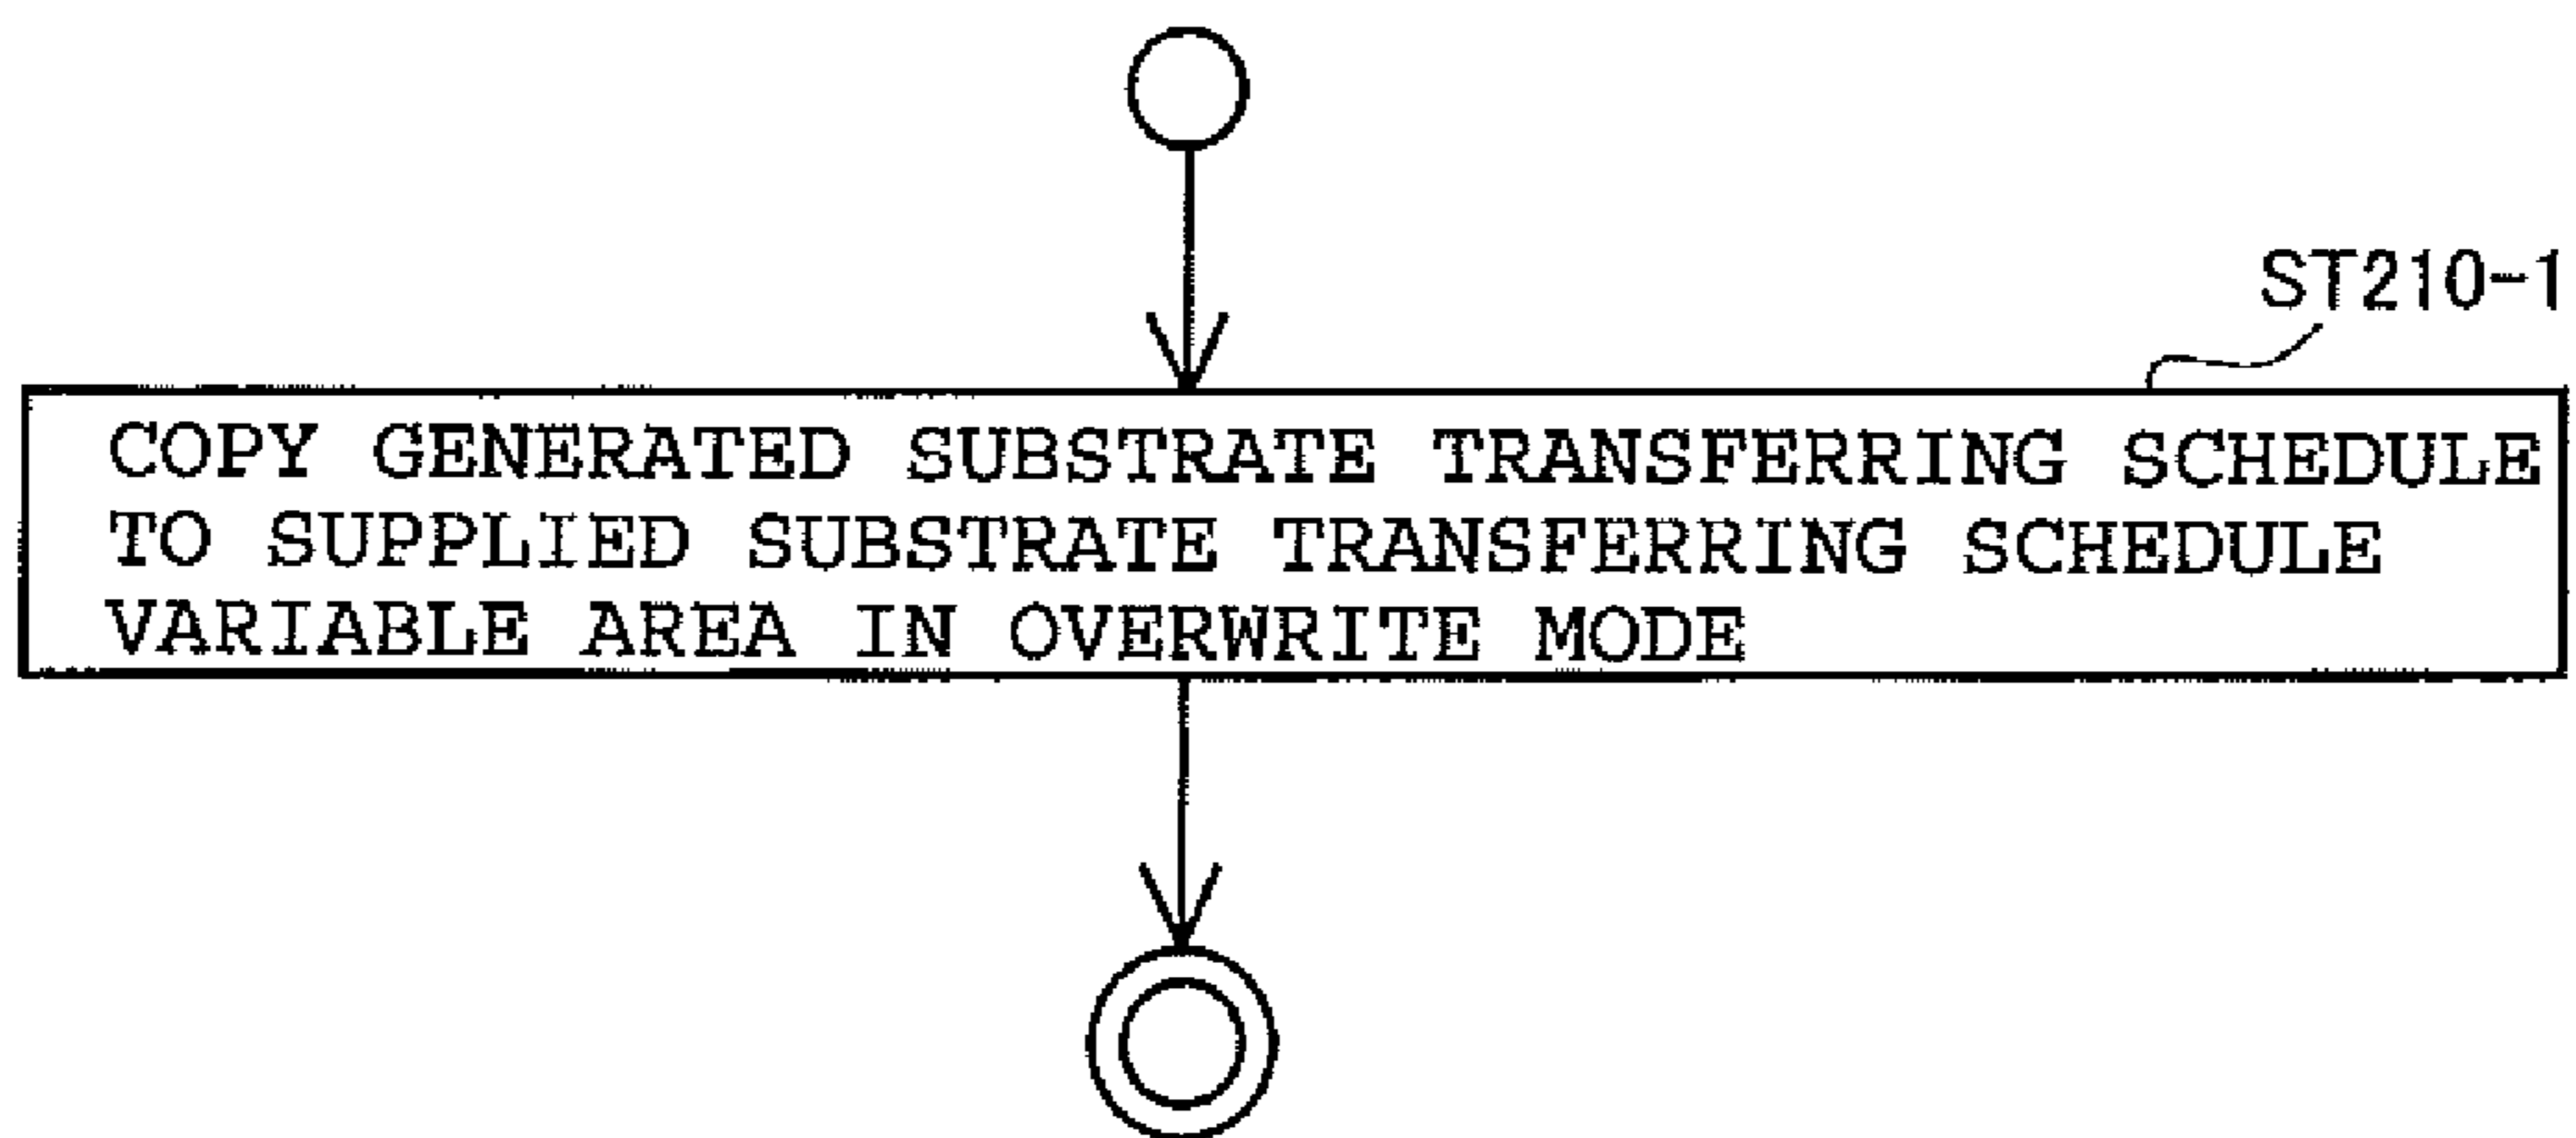 ST210-1
COPY GENERATED SUBSTRATE TRANSFERRING SCHEDULE
TO SUPPLIED SUBSTRATE TRANSFERRING SCHEDULE
VARIABLE AREA IN OVERWRITE MODE